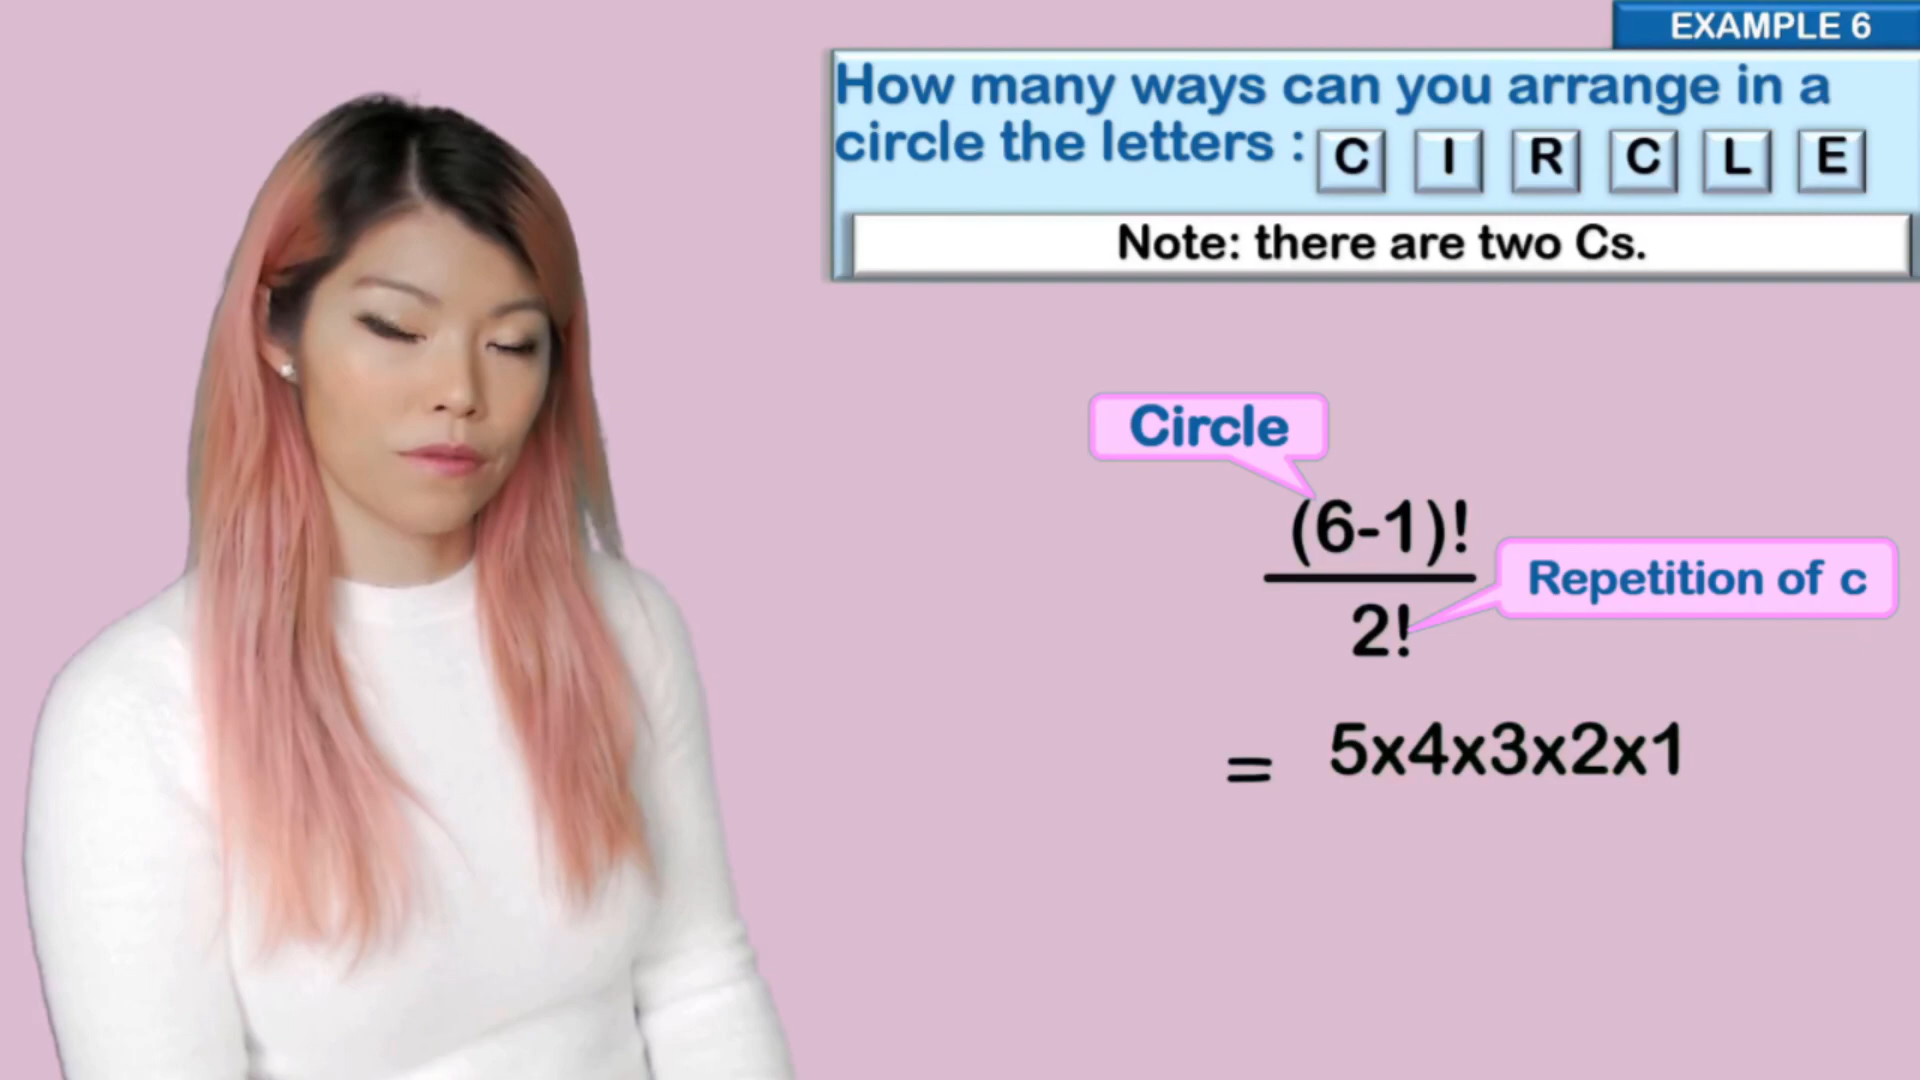 EXAMPLE 6
How many ways can you arrange in a
circle the letters : C I R C L E
Note: there are two Cs.
Circle
(6-1)!
2!
Repetition of c
= 5x4x3x2x1